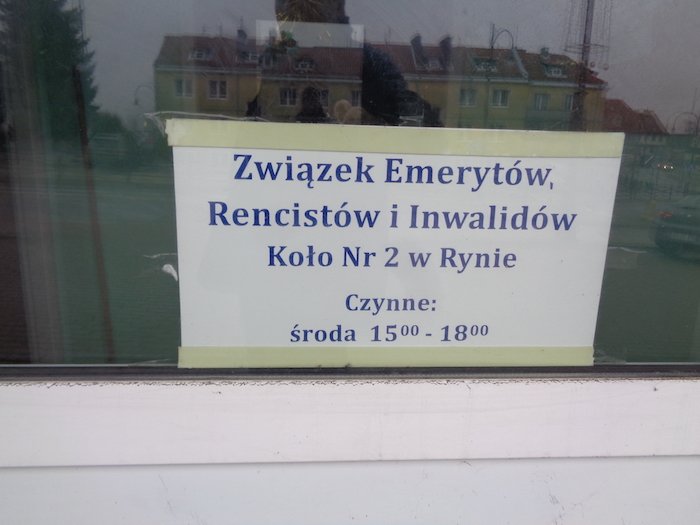 Związek Emerytów,
Rencistów i Inwalidów
Koło Nr 2 w Rynie
Czynne:
środa 15⁰⁰ - 18⁰⁰